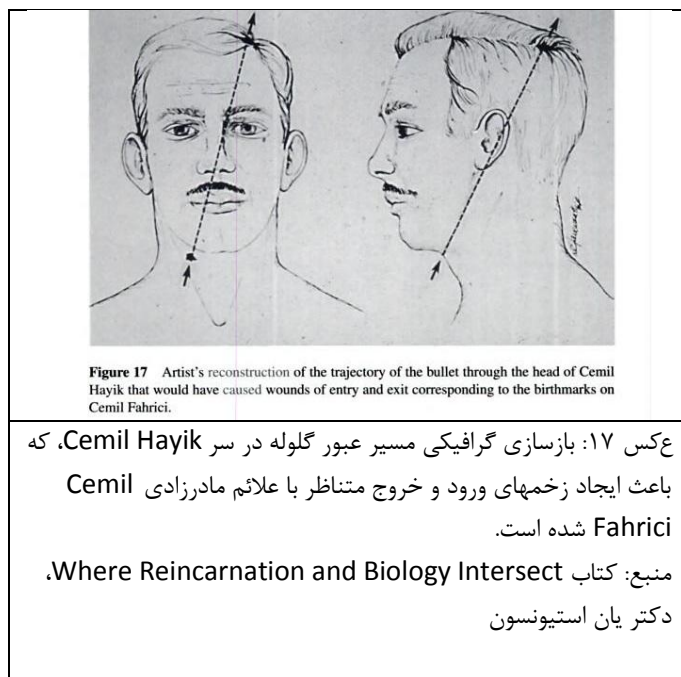 Figure 17 Artist's reconstruction of the trajectory of the bullet through the head of Cemil
Hayik that would have caused wounds of entry and exit corresponding to the birthmarks on
Cemil Fahrici.
عکس ۱۷: بازسازی گرافیکی مسیر عبور گلوله در سر Cemil Hayik، که
باعث ایجاد زخمهای ورود و خروج متناظر با علائم مادرزادی Cemil
Fahrici شده است.
منبع: کتاب Where Reincarnation and Biology Intersect،
دکتر یان استیونسون